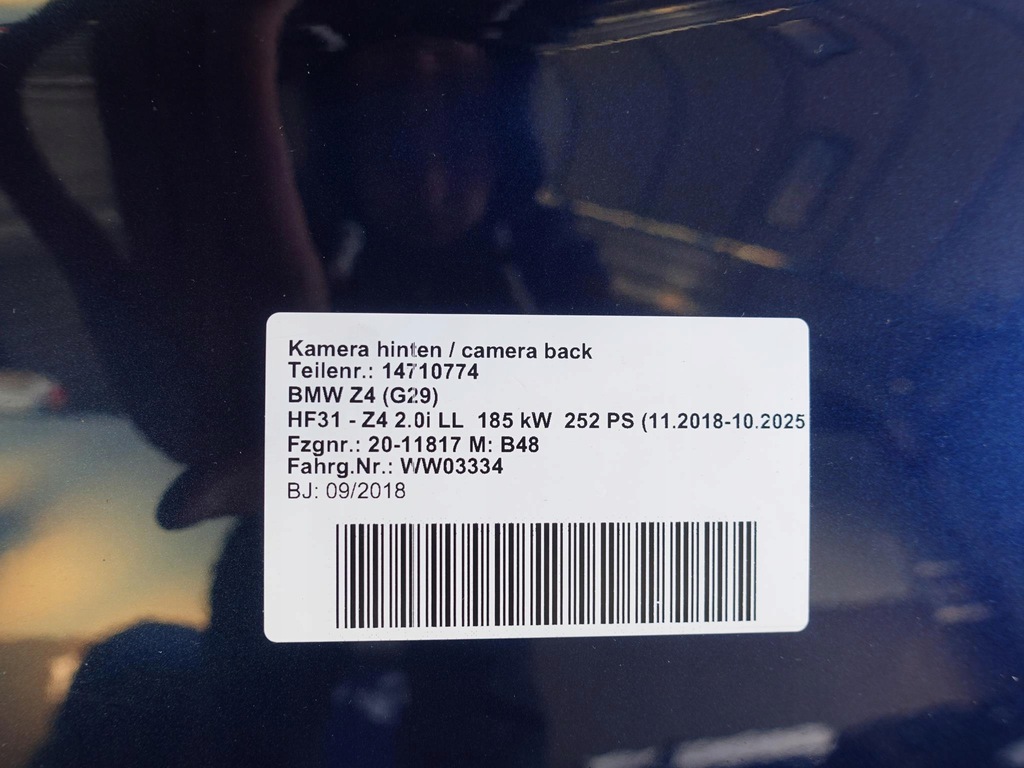 Kamera hinten / camera back
Teilenr.: 14710774
BMW Z4 (G29)
HF31 - Z4 2.0i LL  185 kW  252 PS (11.2018-10.2025
Fzgnr.: 20-11817 M: B48
Fahrg.Nr.: WW03334
BJ: 09/2018